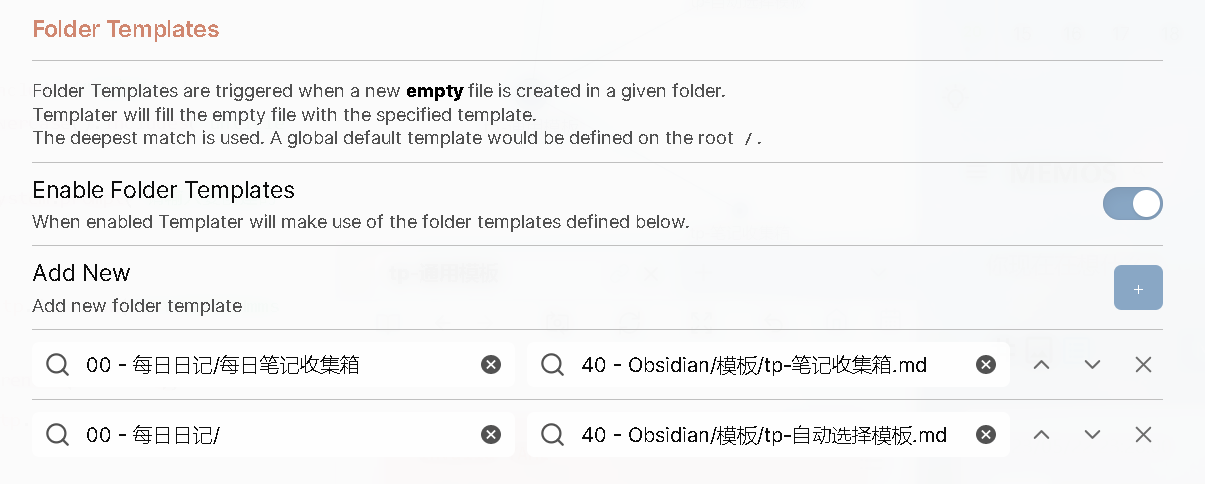 Folder Templates
Folder Templates are triggered when a new empty file is created in a given folder.
Templater will fill the empty file with the specified template.
The deepest match is used. A global default template would be defined on the root / .
Enable Folder Templates
When enabled Templater will make use of the folder templates defined below.
Add New
Add new folder template
+
00 - 每日日记/每日笔记收集箱 40 - Obsidian/模板/tp-笔记收集箱.md
00 - 每日日记/ 40 - Obsidian/模板/tp-自动选择模板.md